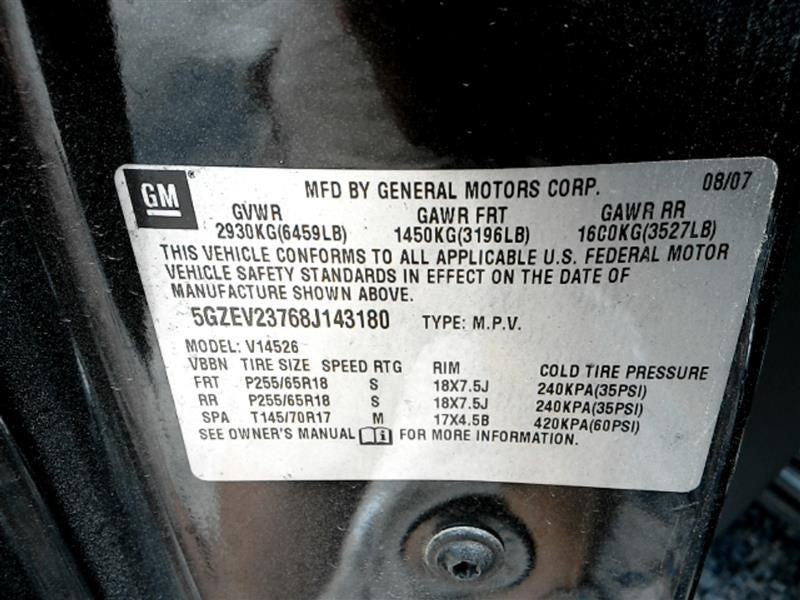 GM
MFD BY GENERAL MOTORS CORP. 08/07
GVWR GAWR FRT GAWR RR
2930KG(6459LB) 1450KG(3196LB) 1600KG(3527LB)
THIS VEHICLE CONFORMS TO ALL APPLICABLE U.S. FEDERAL MOTOR
VEHICLE SAFETY STANDARDS IN EFFECT ON THE DATE OF
MANUFACTURE SHOWN ABOVE.
5GZEV23768J143180 TYPE: M.P.V.
MODEL: V14526
VBBN TIRE SIZE SPEED RTG RIM COLD TIRE PRESSURE
FRT P255/65R18 S 18X7.5J 240KPA(35PSI)
RR P255/65R18 S 18X7.5J 240KPA(35PSI)
SPA T145/70R17 M 17X4.5B 420KPA(60PSI)
SEE OWNER'S MANUAL FOR MORE INFORMATION.